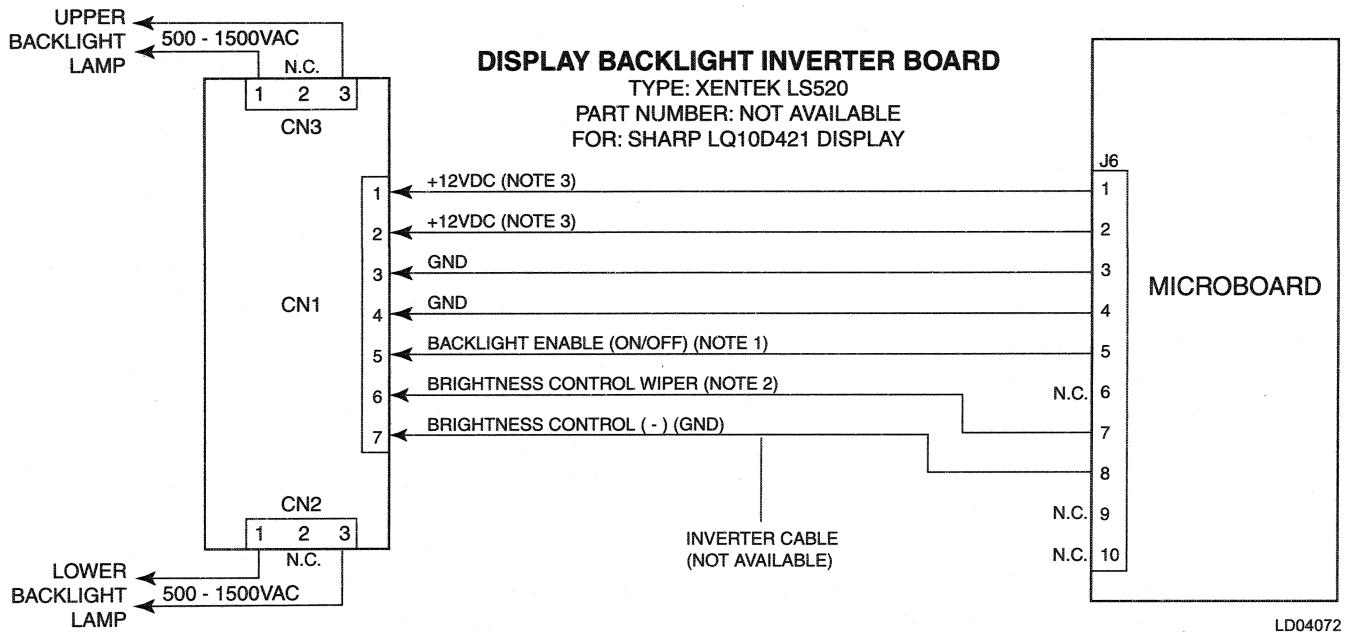 UPPER
BACKLIGHT
LAMP
500 - 1500VAC
N.C.
1 2 3
CN3
DISPLAY BACKLIGHT INVERTER BOARD
TYPE: XENTEK LS520
PART NUMBER: NOT AVAILABLE
FOR: SHARP LQ10D421 DISPLAY
CN1
1
2
3
4
5
6
7
+12VDC (NOTE 3)
+12VDC (NOTE 3)
GND
GND
BACKLIGHT ENABLE (ON/OFF) (NOTE 1)
BRIGHTNESS CONTROL WIPER (NOTE 2)
BRIGHTNESS CONTROL ( - ) (GND)
INVERTER CABLE
(NOT AVAILABLE)
J6
1
2
3
4
5
N.C. 6
7
8
N.C. 9
N.C. 10
MICROBOARD
CN2
1 2 3
N.C.
LOWER
BACKLIGHT
LAMP
500 - 1500VAC
LD04072